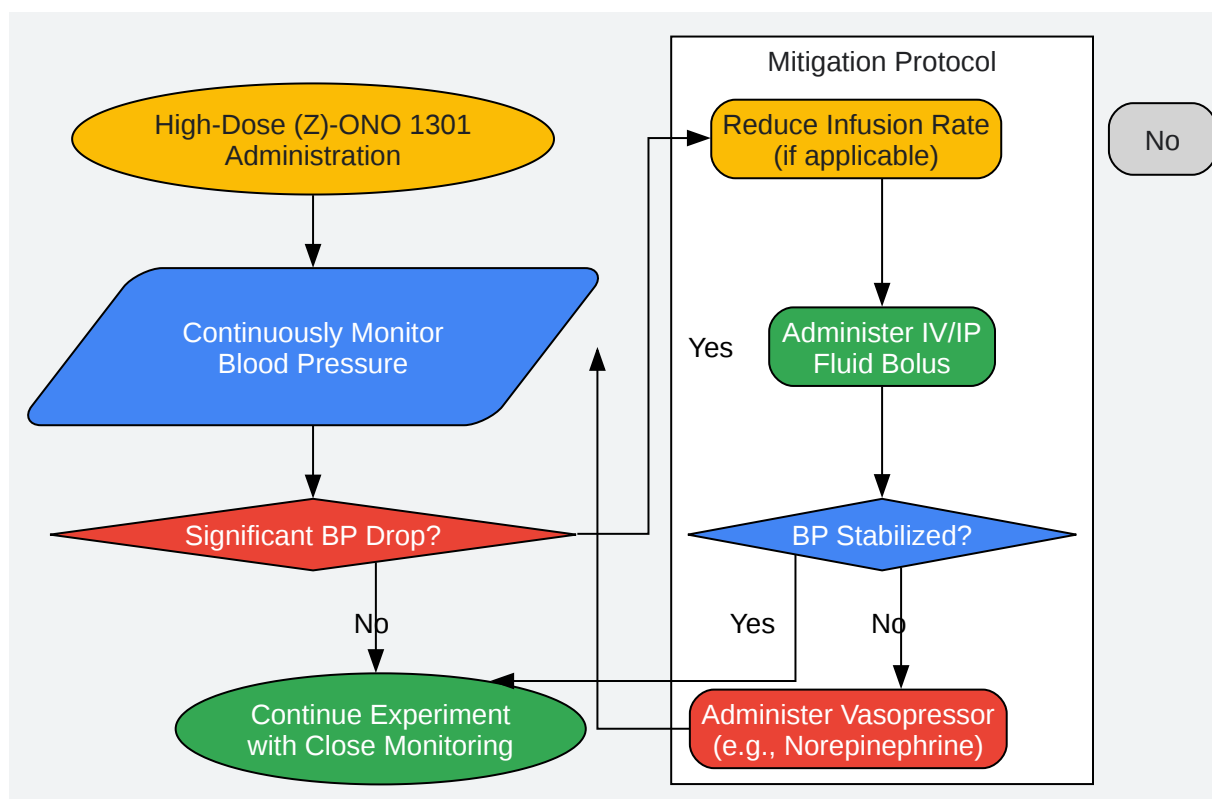 High-Dose (Z)-ONO 1301
Administration
Continuously Monitor
Blood Pressure
Significant BP Drop?
No
Continue Experiment
with Close Monitoring
Mitigation Protocol
Reduce Infusion Rate
(if applicable)
Yes
Administer IV/IP
Fluid Bolus
BP Stabilized?
Yes
No
Administer Vasopressor
(e.g., Norepinephrine)
No